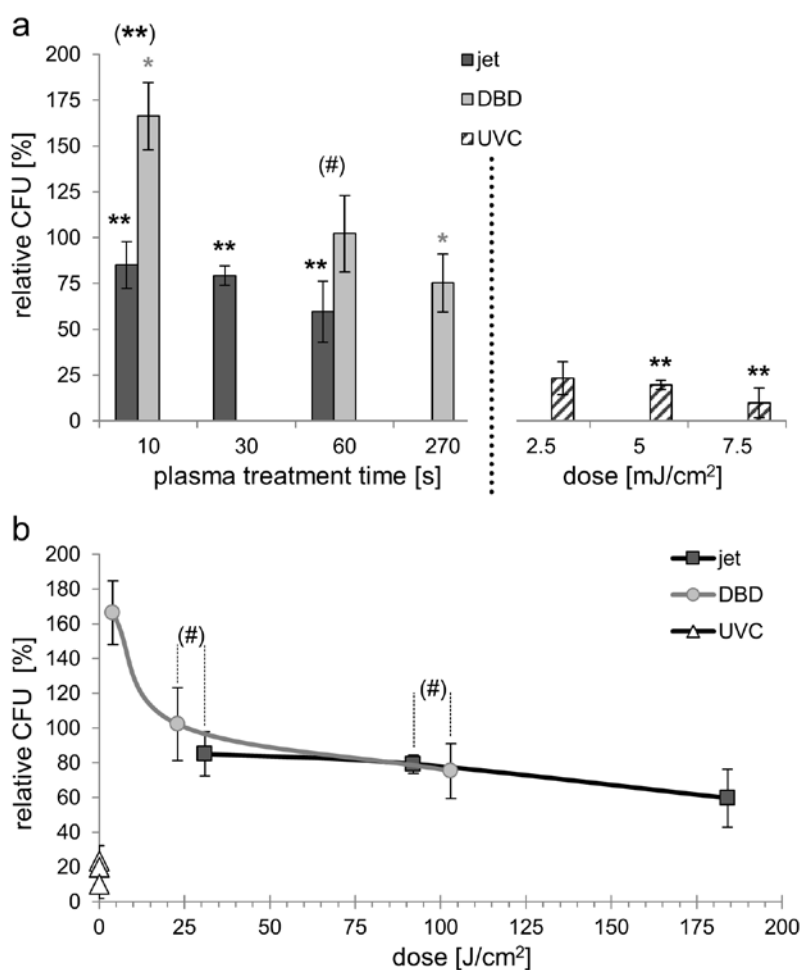 a
(**)
*
(#)
**
**
**
*
**
**
jet
DBD
UVC
relative CFU [%]
200
175
150
125
100
75
50
25
0
10 30 60 270
plasma treatment time [s]
2.5 5 7.5
dose [mJ/cm²]
b
jet
DBD
UVC
(#)
(#)
relative CFU [%]
200
180
160
140
120
100
80
60
40
20
0
0 25 50 75 100 125 150 175 200
dose [J/cm²]